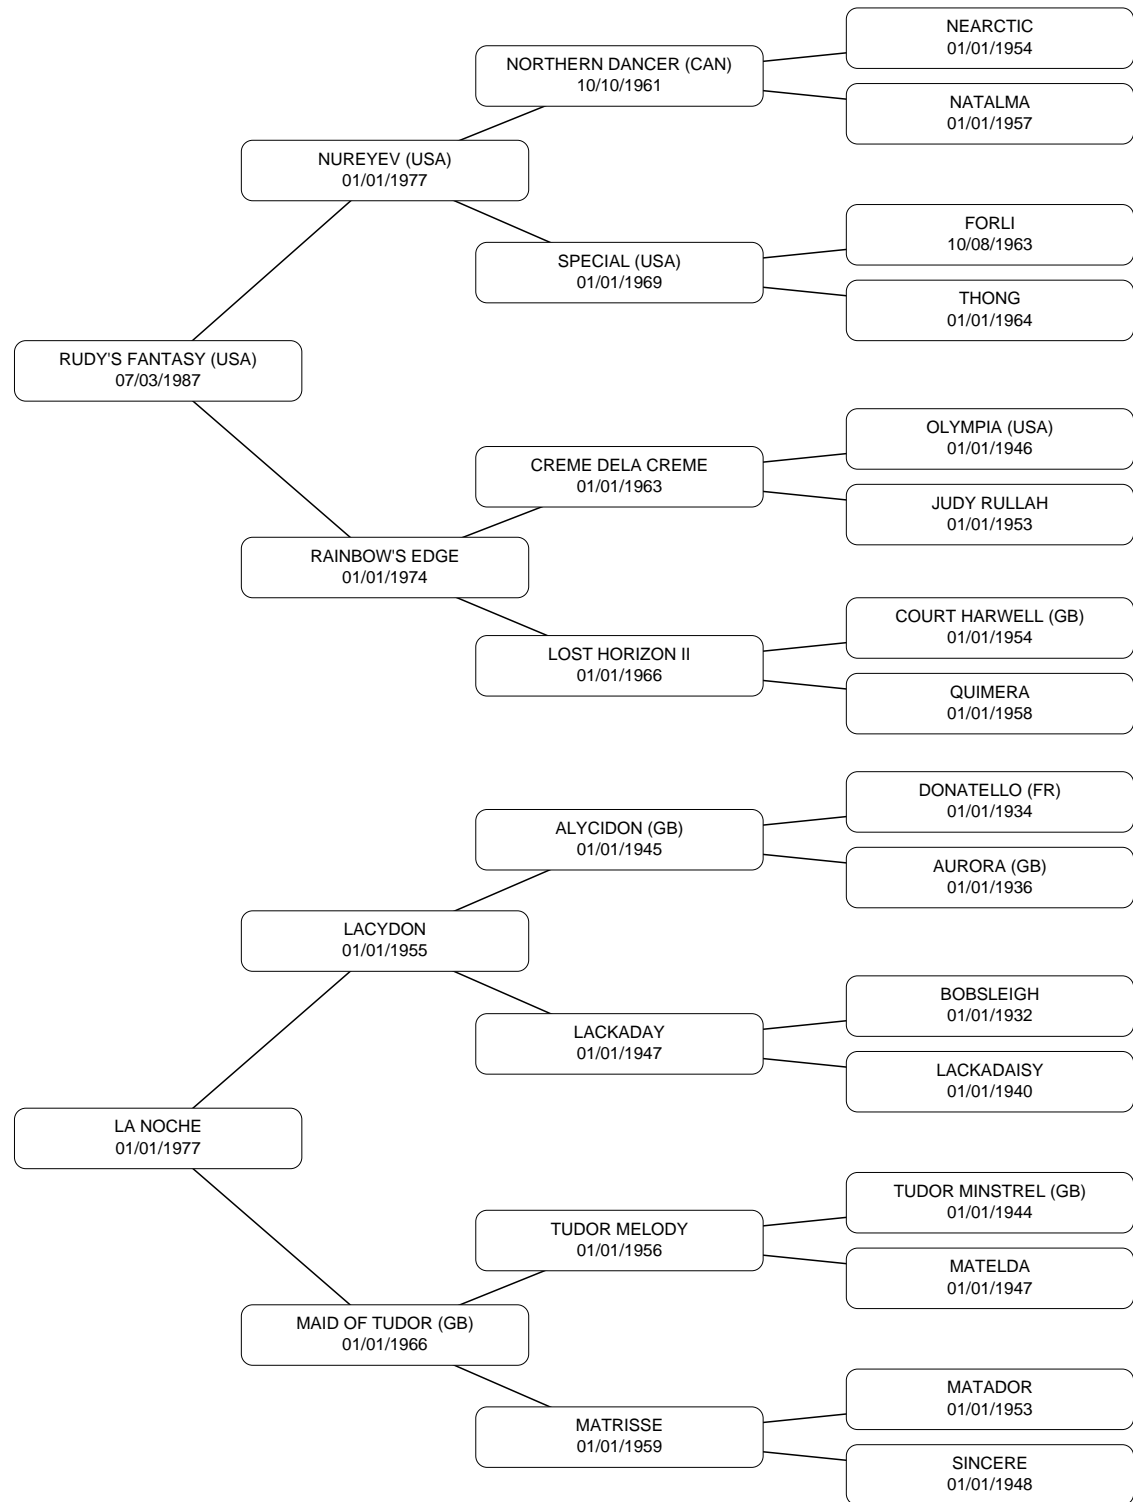 NEARCTIC
01/01/1954
NORTHERN DANCER (CAN)
10/10/1961
NATALMA
01/01/1957
NUREYEV (USA)
01/01/1977
FORLI
10/08/1963
SPECIAL (USA)
01/01/1969
THONG
01/01/1964
RUDY'S FANTASY (USA)
07/03/1987
OLYMPIA (USA)
01/01/1946
CREME DELA CREME
01/01/1963
JUDY RULLAH
01/01/1953
RAINBOW'S EDGE
01/01/1974
COURT HARWELL (GB)
01/01/1954
LOST HORIZON II
01/01/1966
QUIMERA
01/01/1958
DONATELLO (FR)
01/01/1934
ALYCIDON (GB)
01/01/1945
AURORA (GB)
01/01/1936
LACYDON
01/01/1955
BOBSLEIGH
01/01/1932
LACKADAY
01/01/1947
LACKADAISY
01/01/1940
LA NOCHE
01/01/1977
TUDOR MINSTREL (GB)
01/01/1944
TUDOR MELODY
01/01/1956
MATELDA
01/01/1947
MAID OF TUDOR (GB)
01/01/1966
MATADOR
01/01/1953
MATRISSE
01/01/1959
SINCERE
01/01/1948